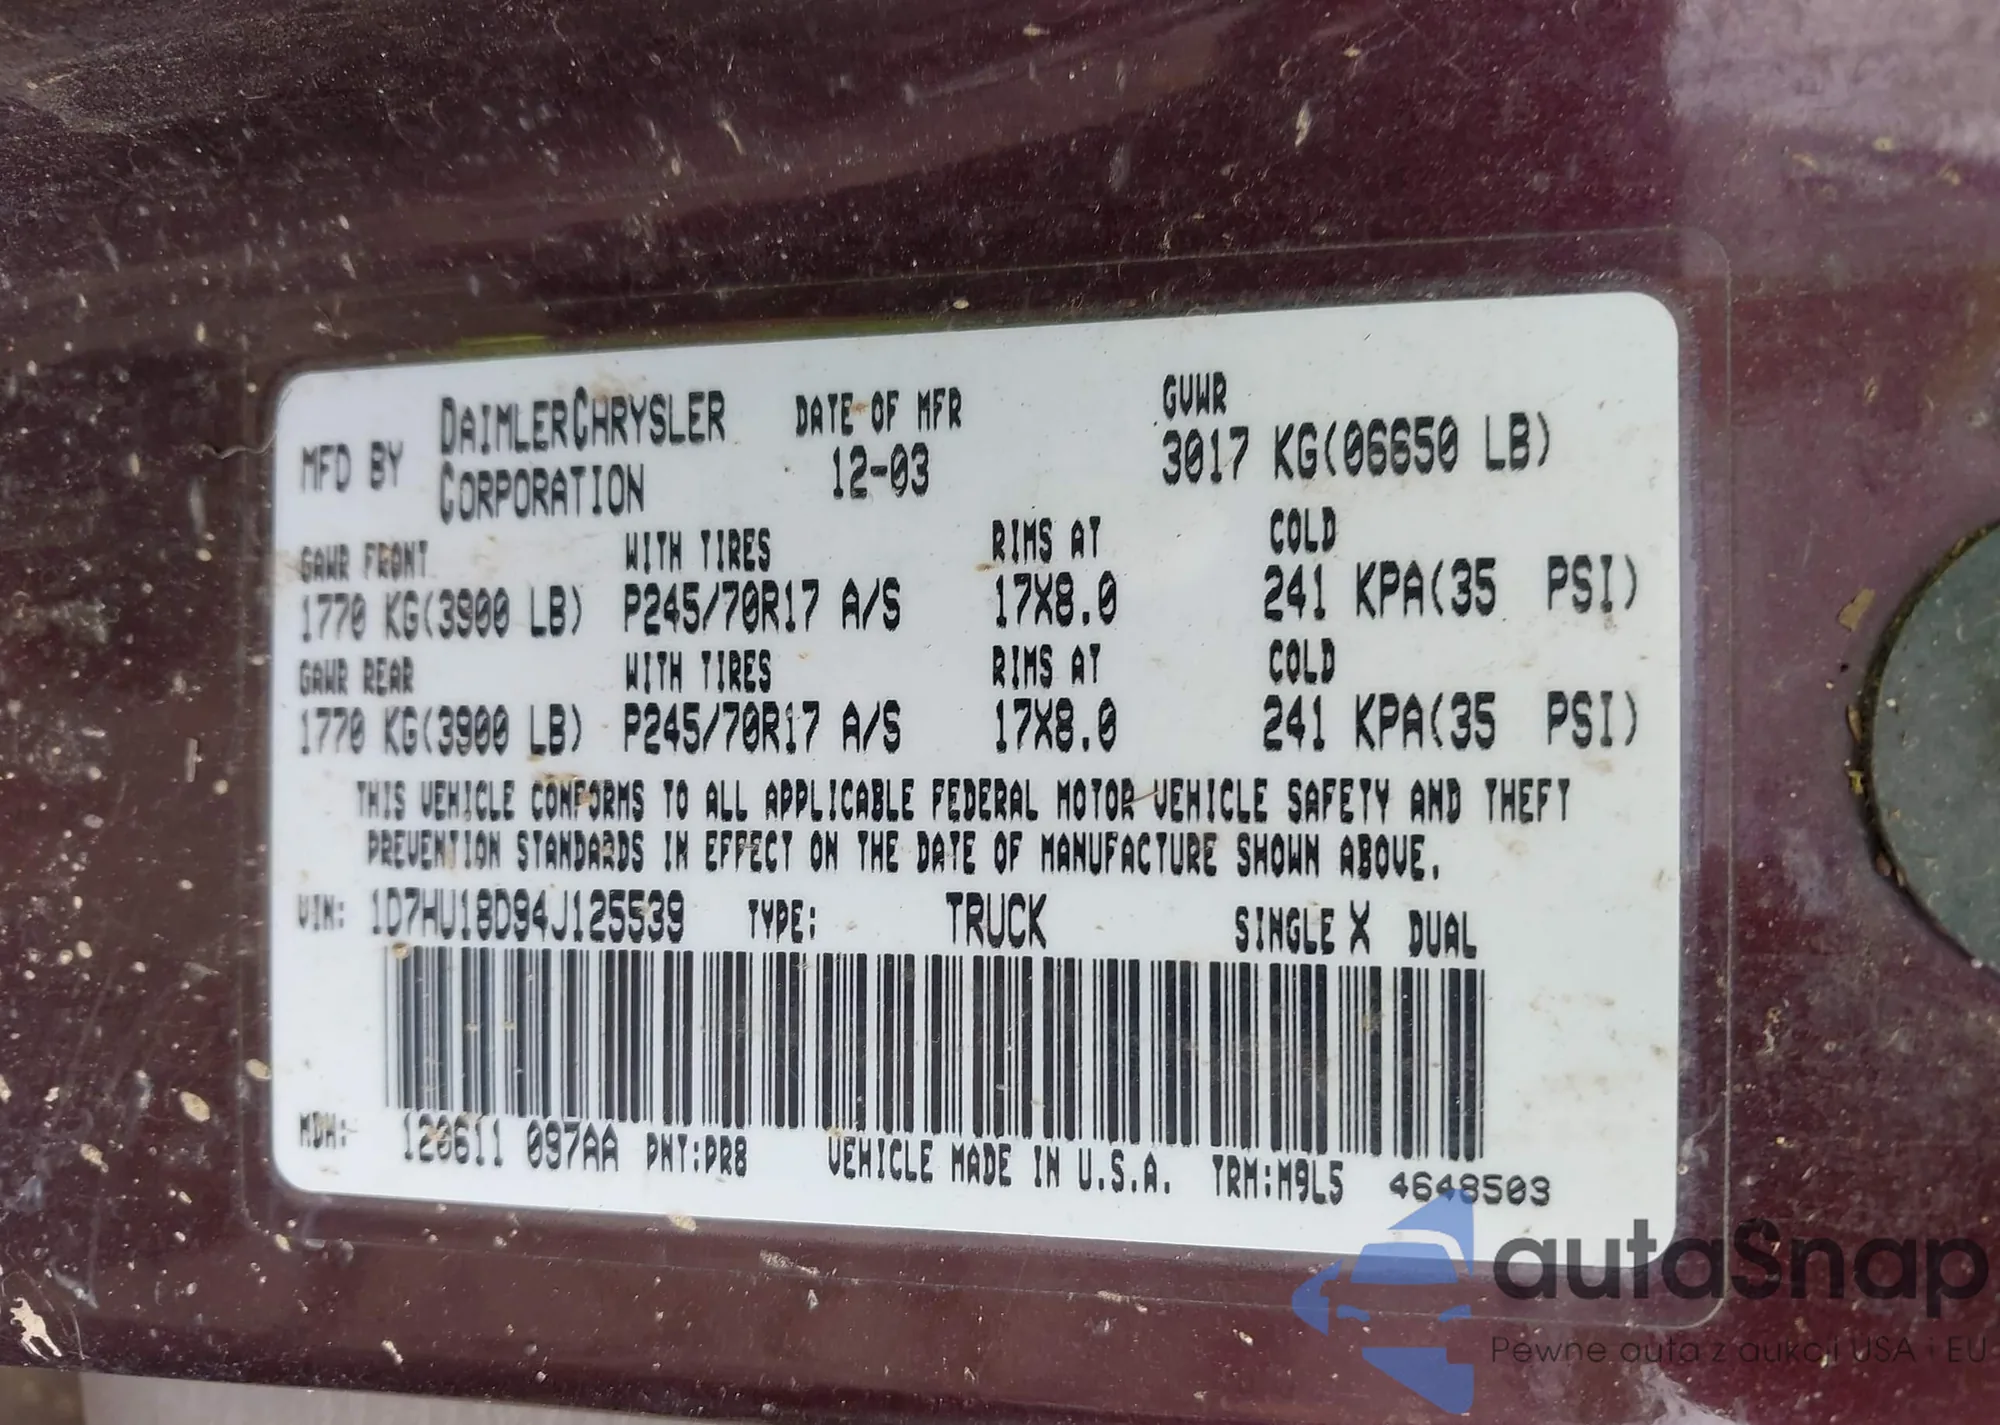 MFD BY DAIMLERCHRYSLER CORPORATION DATE OF MFR 12-03 GVWR 3017 KG(06650 LB)
GAWR FRONT WITH TIRES RIMS AT COLD
1770 KG(3900 LB) P245/70R17 A/S 17X8.0 241 KPA(35 PSI)
GAWR REAR WITH TIRES RIMS AT COLD
1770 KG(3900 LB) P245/70R17 A/S 17X8.0 241 KPA(35 PSI)
THIS VEHICLE CONFORMS TO ALL APPLICABLE FEDERAL MOTOR VEHICLE SAFETY AND THEFT
PREVENTION STANDARDS IN EFFECT ON THE DATE OF MANUFACTURE SHOWN ABOVE.
VIN: 1D7HU18D94J125539 TYPE: TRUCK SINGLE X DUAL
MDH: 120611 097AA PNT:PR8 VEHICLE MADE IN U.S.A. TRM:M9L5 4648503
autaSnap
Pewne auta z aukcji USA i EU